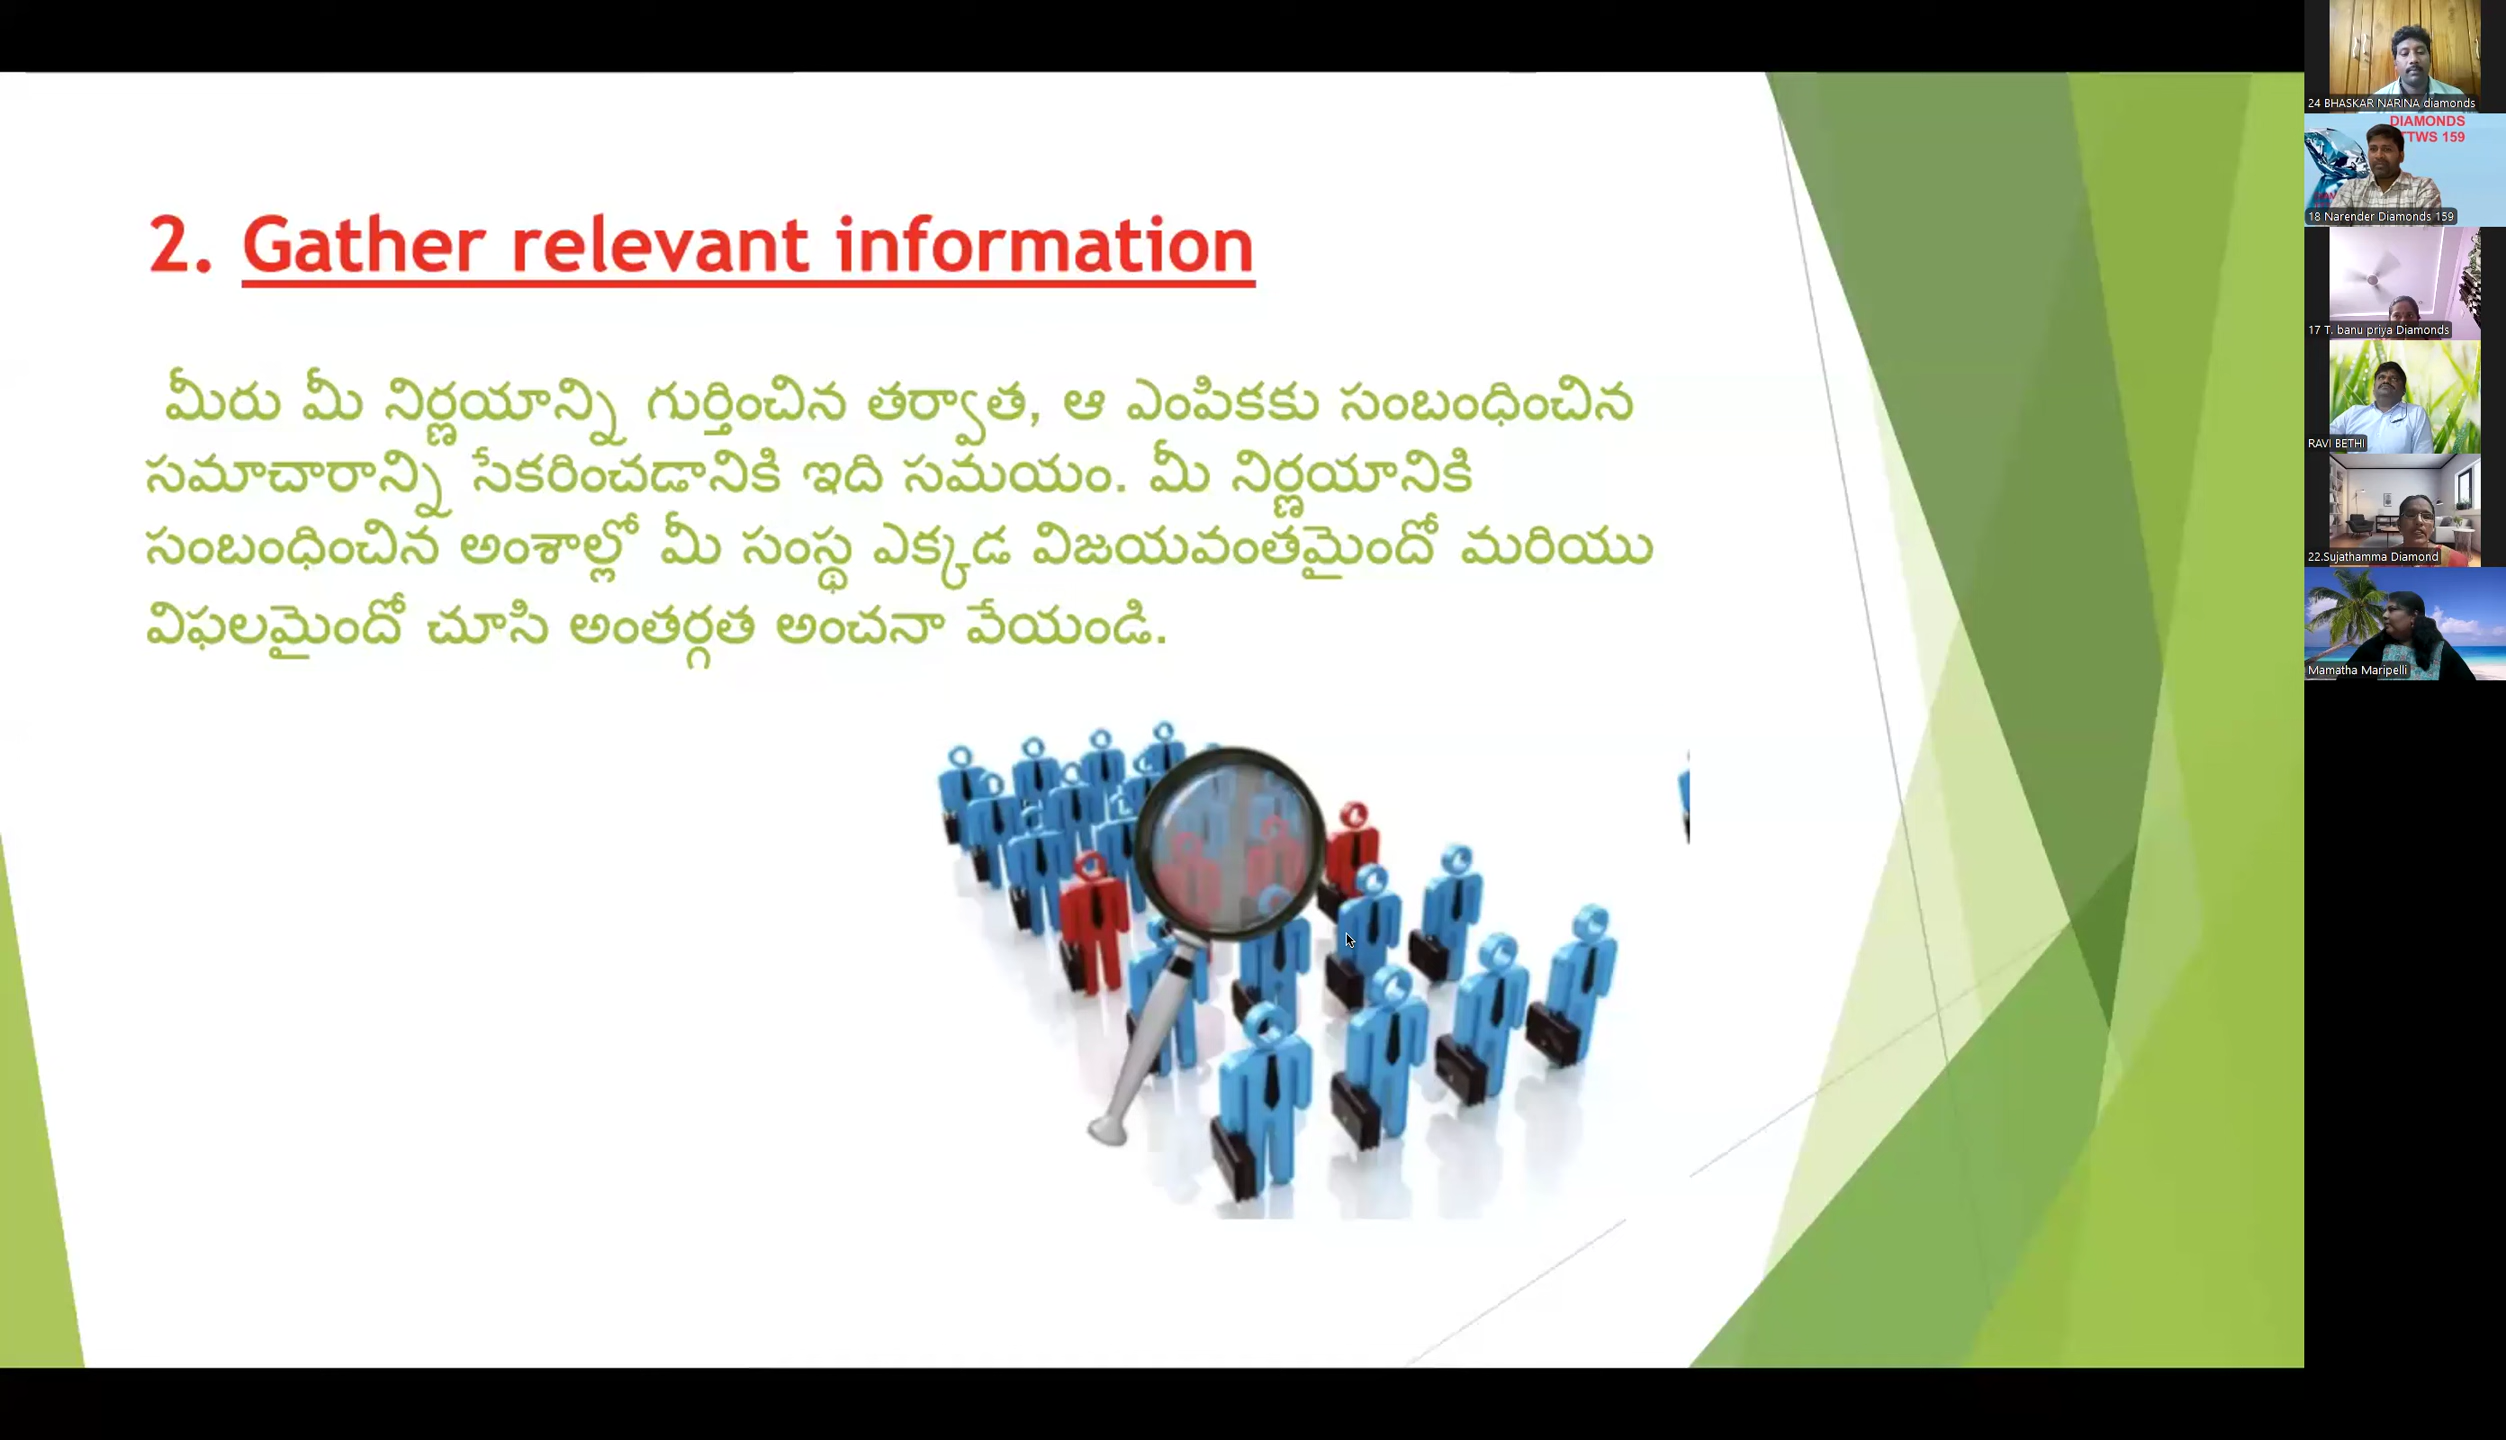 2. Gather relevant information
మీరు మీ నిర్ణయాన్ని గుర్తించిన తర్వాత, ఆ ఎంపికకు సంబంధించిన
సమాచారాన్ని సేకరించడానికి ఇది సమయం. మీ నిర్ణయానికి
సంబంధించిన అంశాల్లో మీ సంస్థ ఎక్కడ విజయవంతమైందో మరియు
విఫలమైందో చూసి అంతర్గత అంచనా వేయండి.
24 BHASKAR NARINA diamonds
DIAMONDS
TWS 159
18 Narender Diamonds 159
17 T. banu priya Diamonds
RAVI BETHI
22.Sujathamma Diamond
Mamatha Maripelli